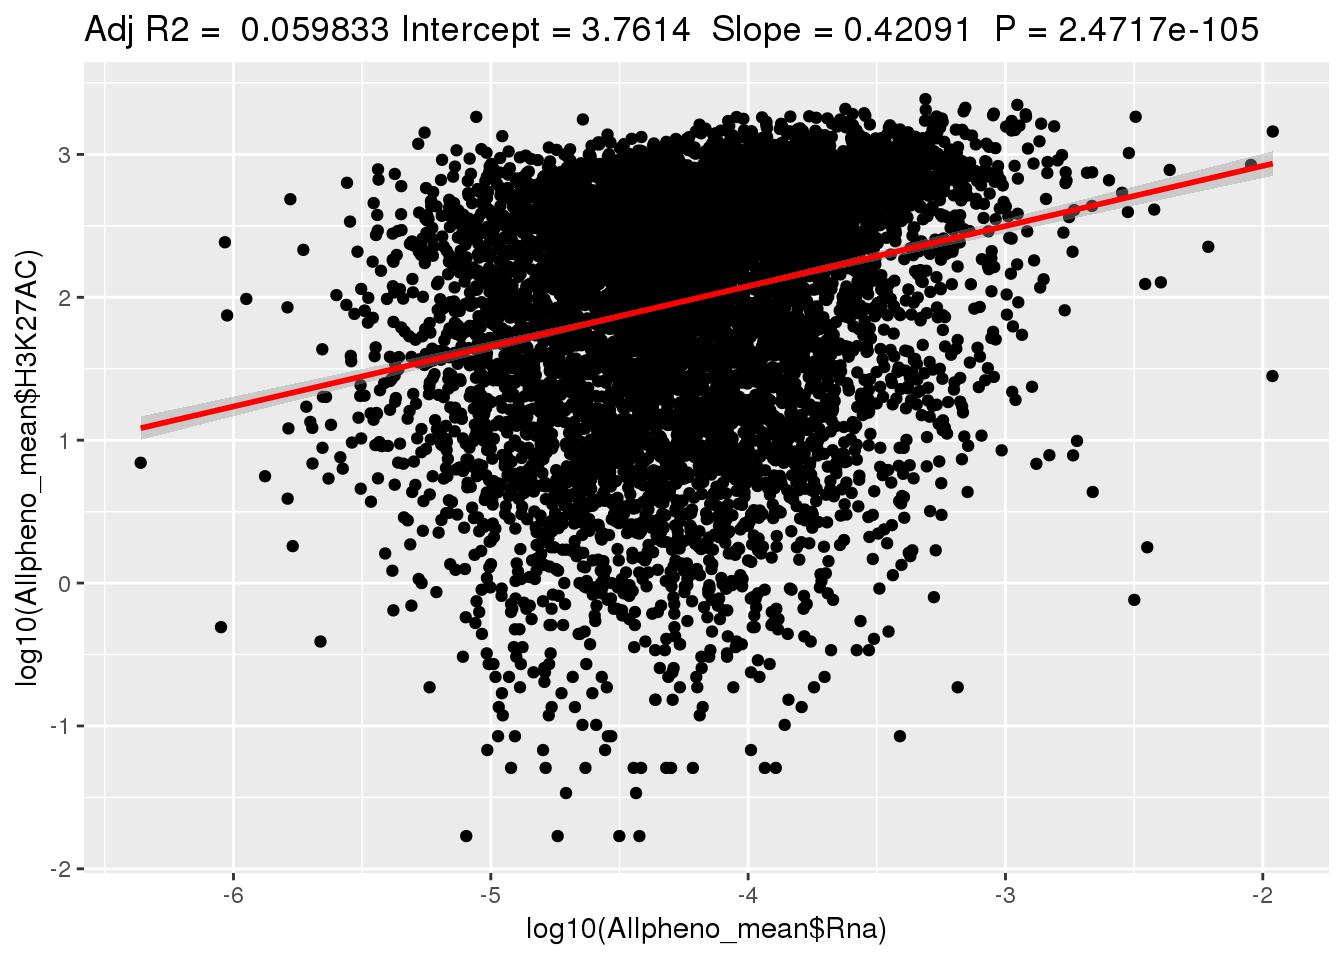 Adj R2 =  0.059833 Intercept = 3.7614  Slope = 0.42091  P = 2.4717e-105
log10(Allpheno_mean$H3K27AC)
3
2
1
0
-1
-2
-6 -5 -4 -3 -2
log10(Allpheno_mean$Rna)